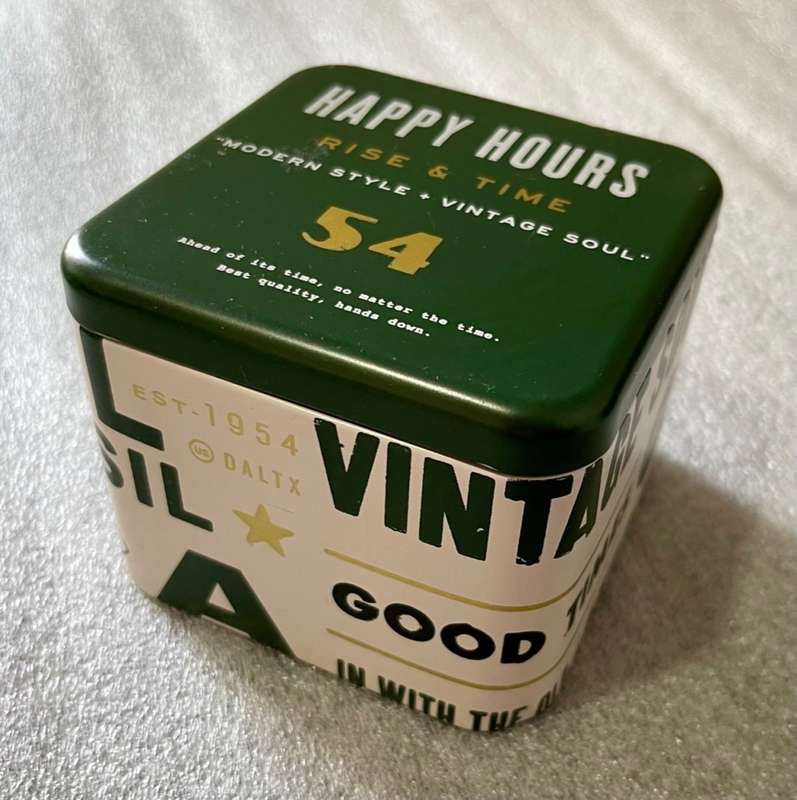 HAPPY HOURS
RISE & TIME
"MODERN STYLE + VINTAGE SOUL"
54
Ahead of its time, no matter the time.
Best quality, hands down.
EST-1954
US DALTX
VINTAGE
GOOD
IN WITH THE
A